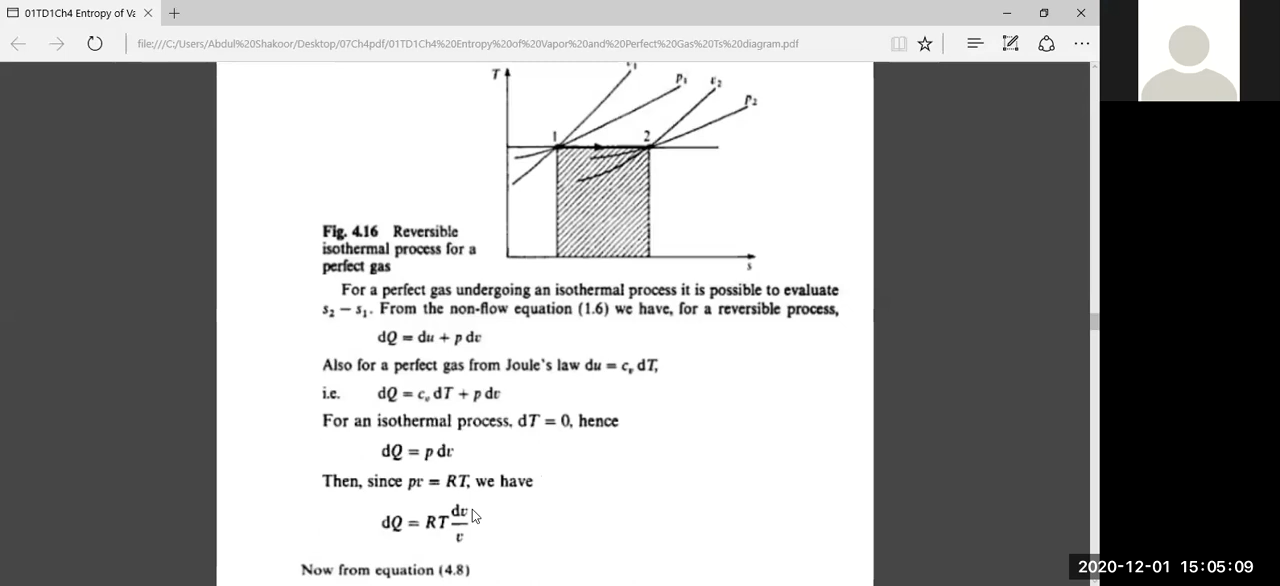 01TD1Ch4 Entropy of Va
file:///C:/Users/Abdul%20Shakoor/Desktop/07Ch4pdf/01TD1Ch4%20Entropy%20of%20Vapor%20and%20Perfect%20Gas%20Ts%20diagram.pdf
T
p₁
v₂
p₂
1
2
s
Fig. 4.16 Reversible
isothermal process for a
perfect gas
For a perfect gas undergoing an isothermal process it is possible to evaluate
s₂ − s₁. From the non-flow equation (1.6) we have, for a reversible process,
dQ = du + p dv
Also for a perfect gas from Joule's law du = cᵥ dT,
i.e. dQ = cᵥ dT + p dv
For an isothermal process, dT = 0, hence
dQ = p dv
Then, since pv = RT, we have
dQ = RT dv/v
Now from equation (4.8)
2020-12-01 15:05:09